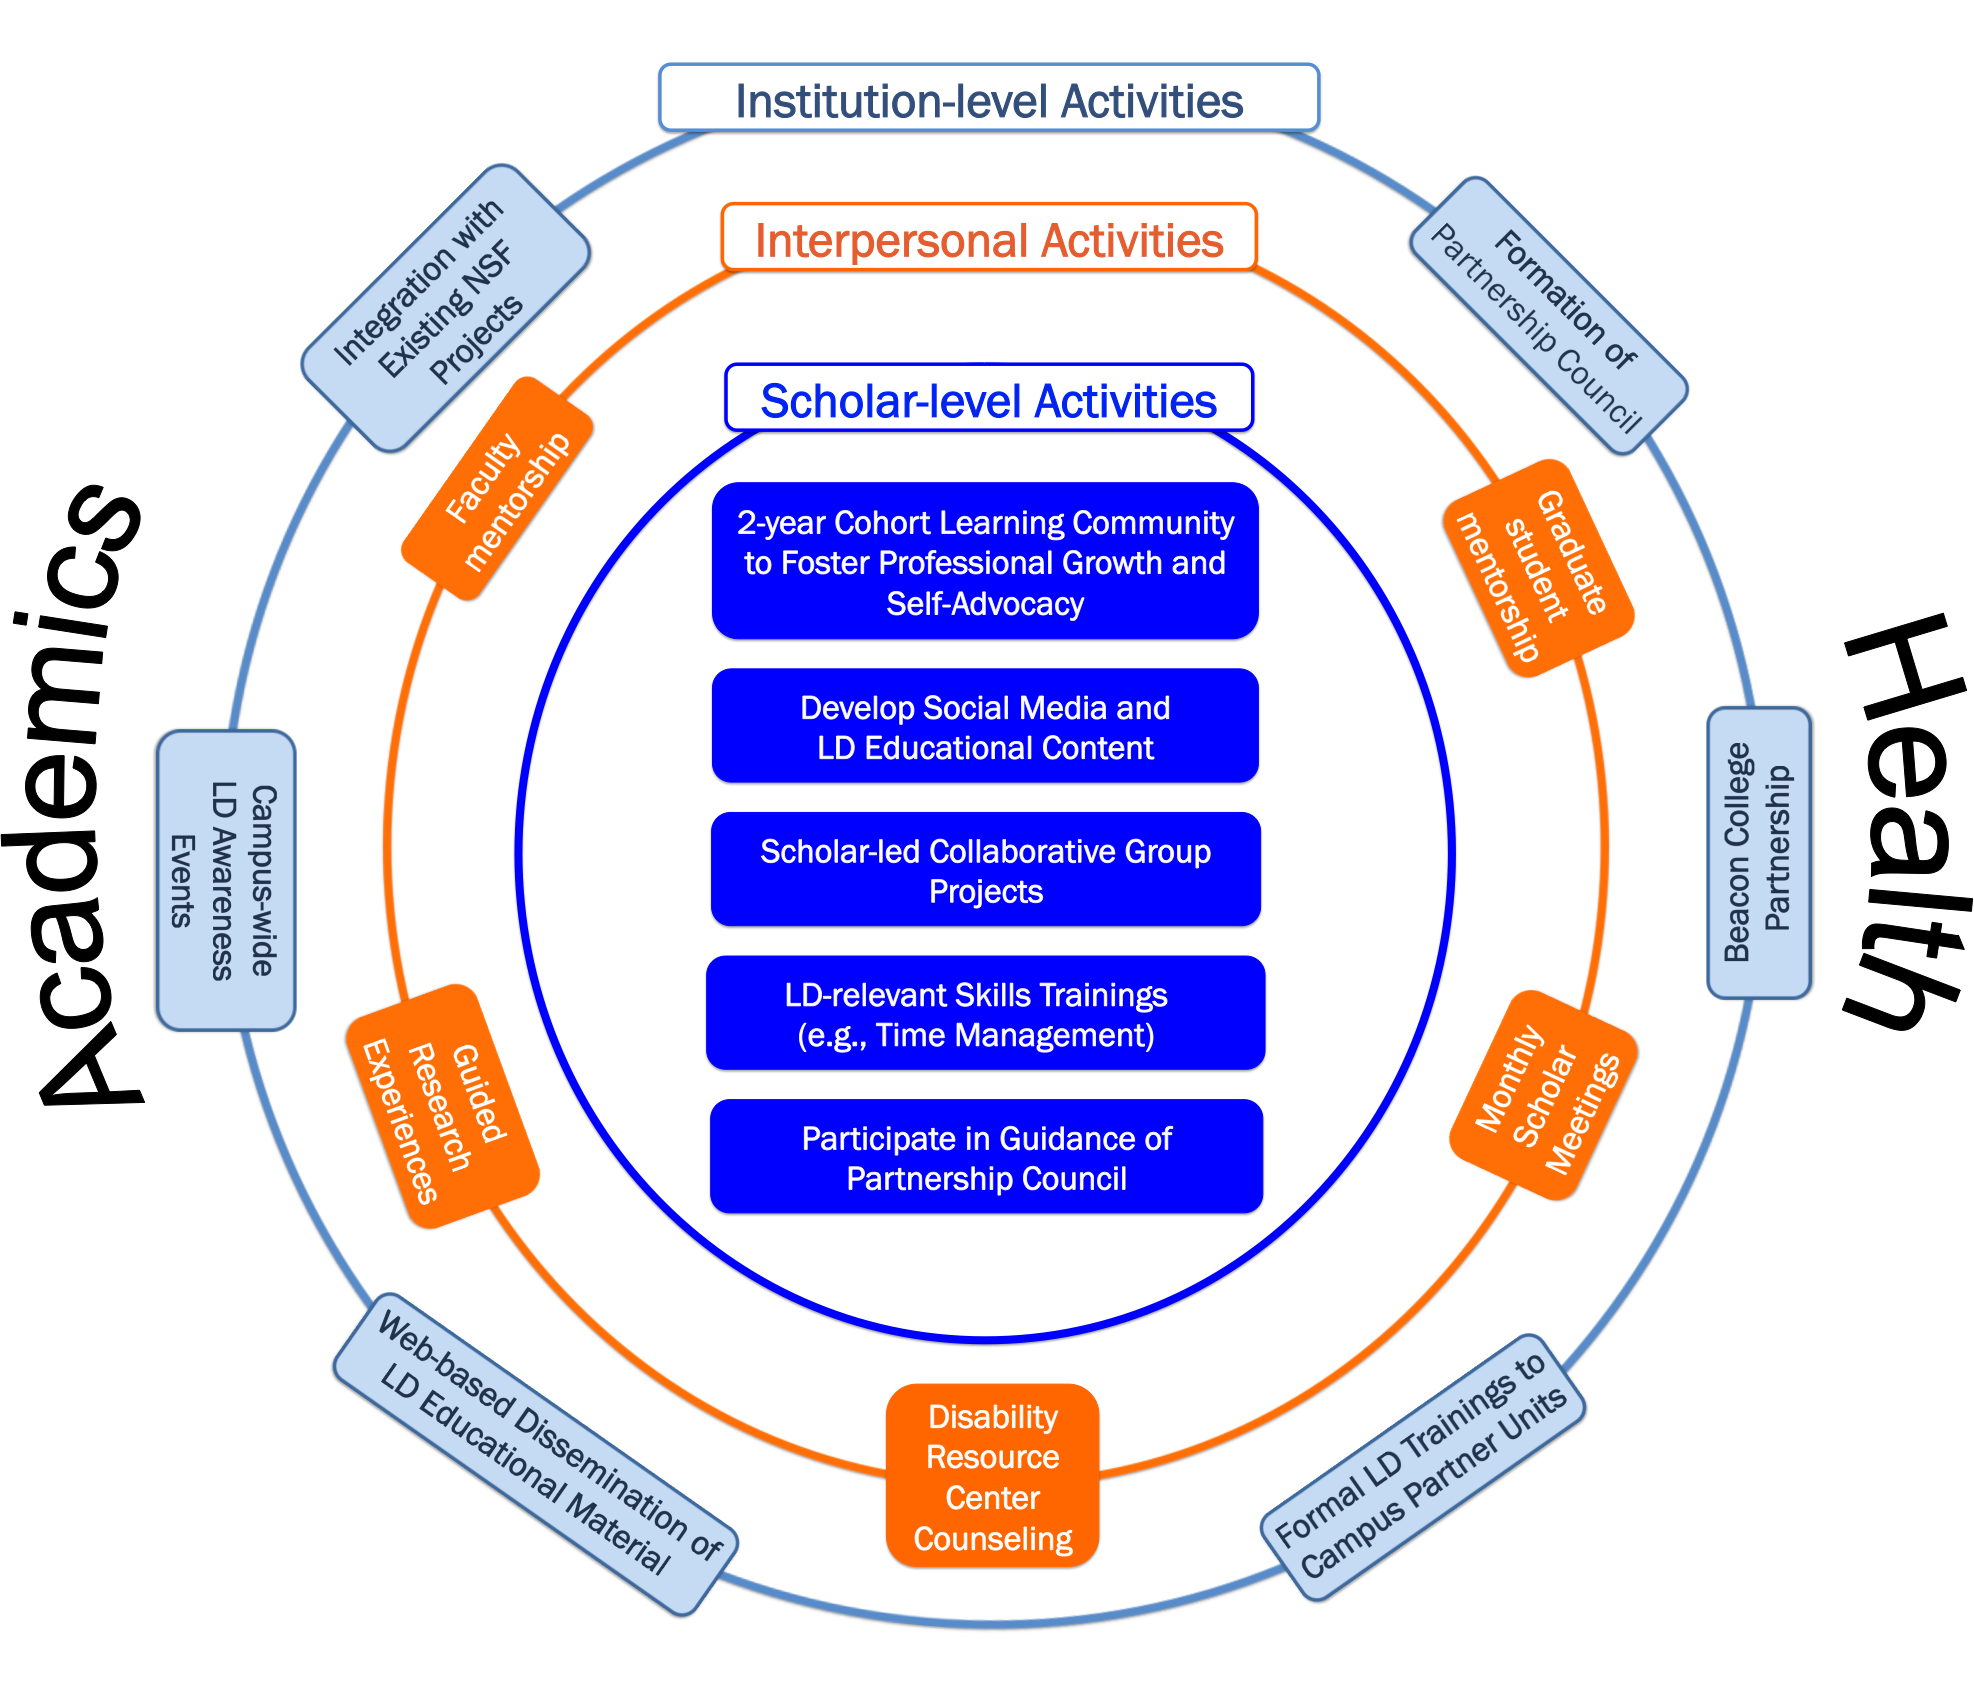 Institution-level Activities
Integration with
Existing NSF
Projects
Formation of
Partnership Council
Interpersonal Activities
Faculty
mentorship
Graduate
student
mentorship
Scholar-level Activities
2-year Cohort Learning Community
to Foster Professional Growth and
Self-Advocacy
Develop Social Media and
LD Educational Content
Scholar-led Collaborative Group
Projects
LD-relevant Skills Trainings
(e.g., Time Management)
Participate in Guidance of
Partnership Council
Academics
Health
Campus-wide
LD Awareness
Events
Beacon College
Partnership
Guided
Research
Experiences
Monthly
Scholar
Meetings
Web-based Dissemination of
LD Educational Material
Disability
Resource
Center
Counseling
Formal LD Trainings to
Campus Partner Units